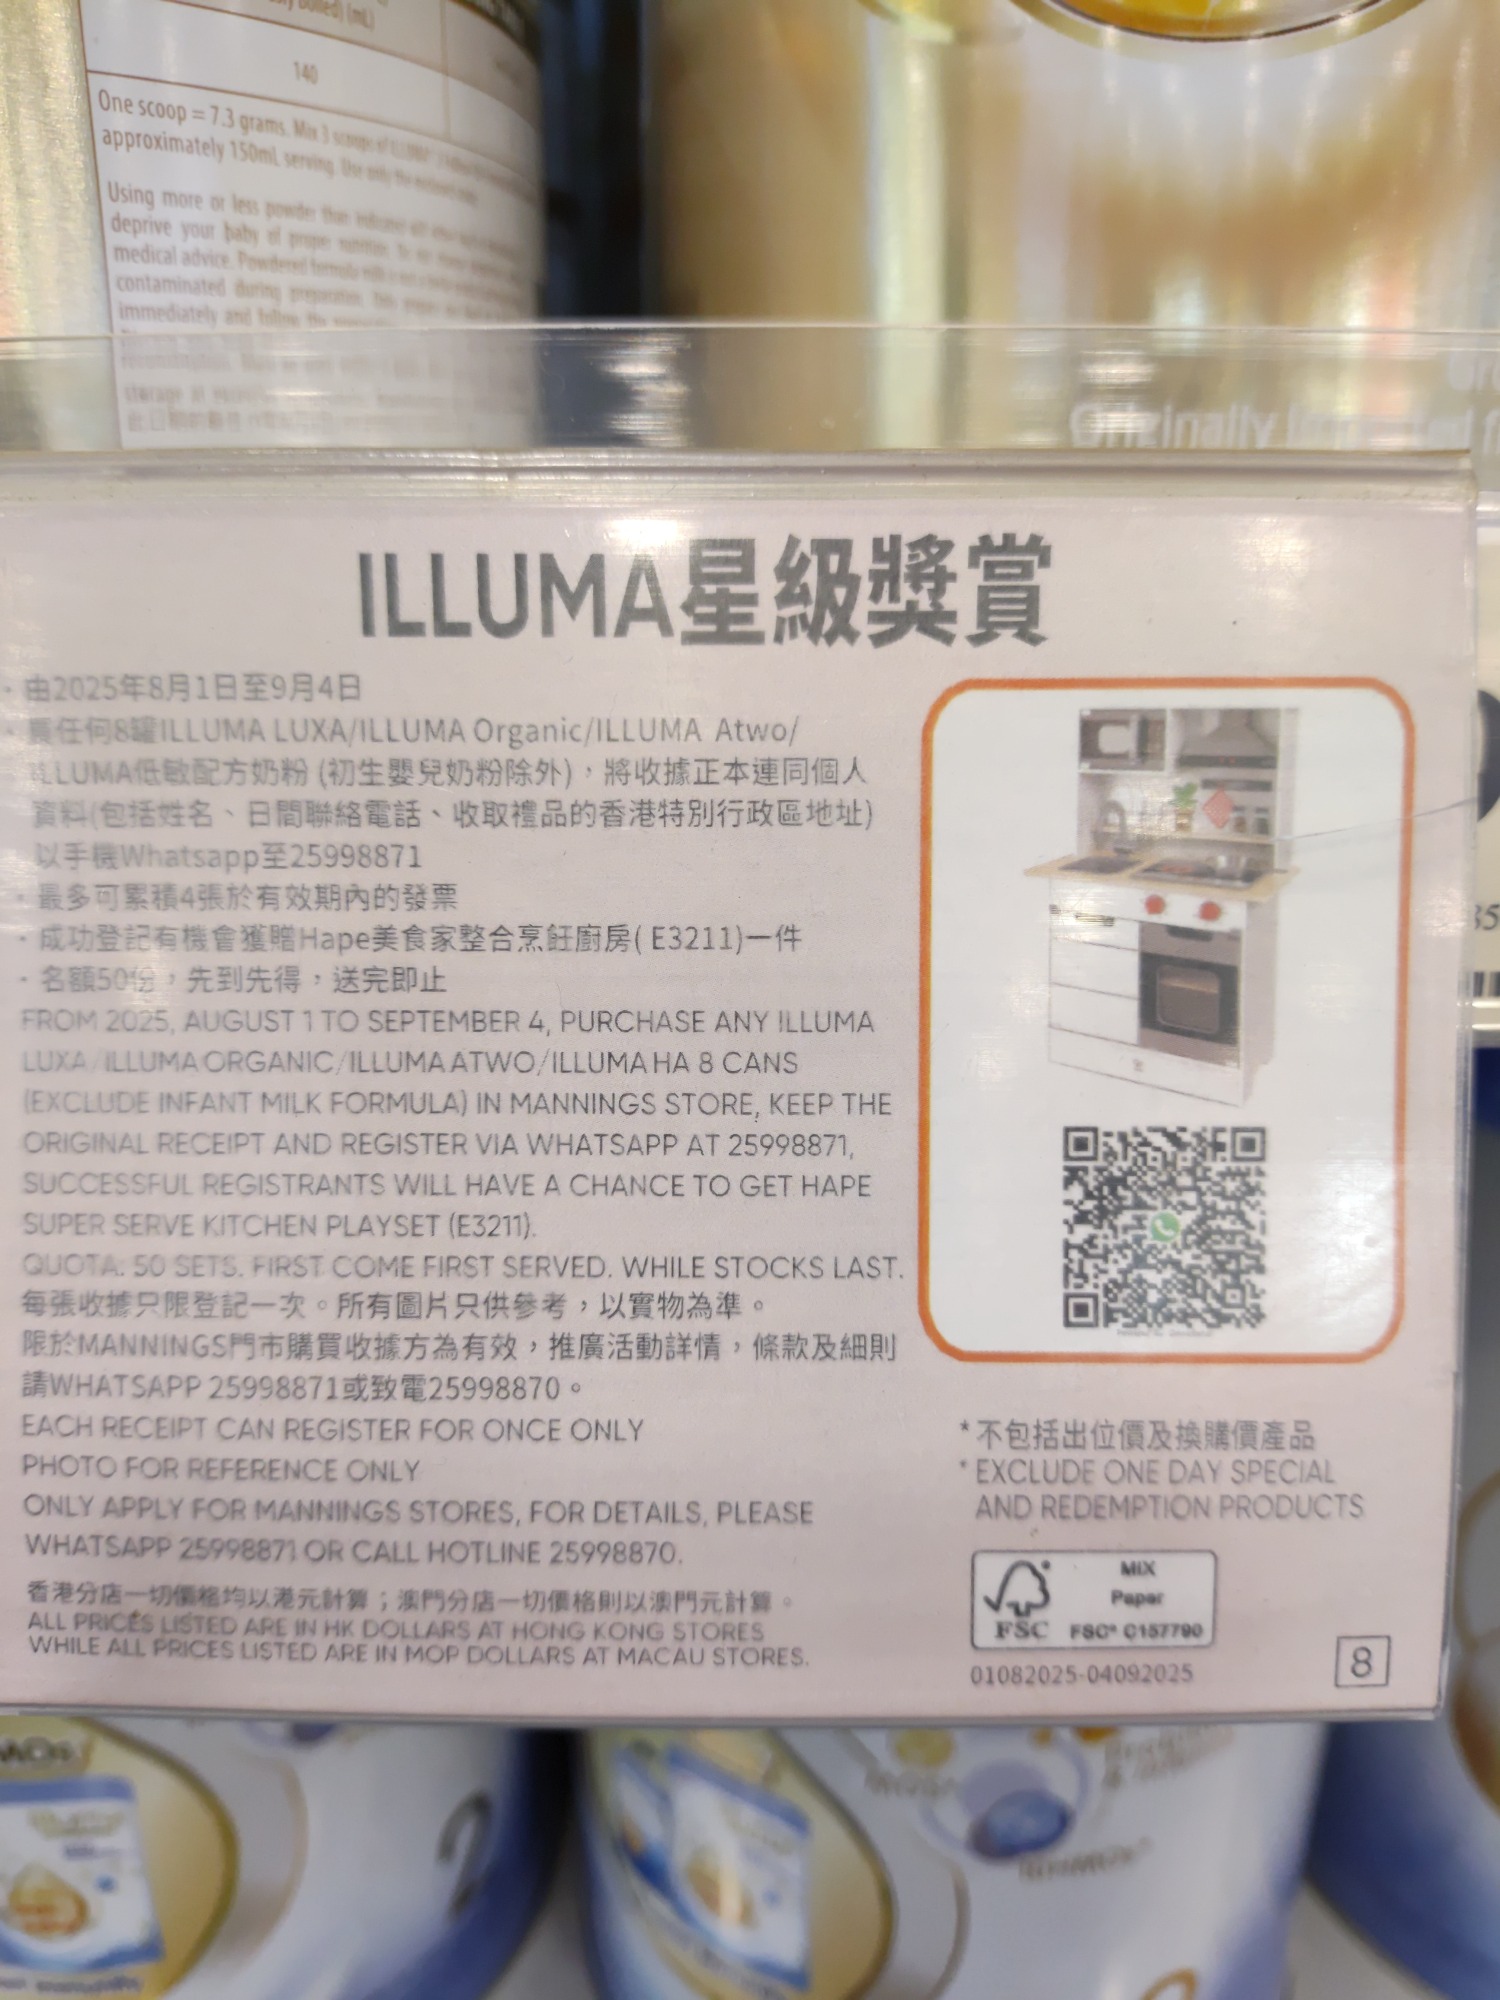 140
One scoop = 7.3 grams. Mix 3 scoops of
approximately 150mL serving. Use only the enclosed
Using more or less powder than indicated will
deprive your baby of proper nutrition.
medical advice. Powdered formula
contaminated during preparation.
immediately and follow the
Originally
ILLUMA星級獎賞
· 由2025年8月1日至9月4日
· 買任何8罐ILLUMA LUXA/ILLUMA Organic/ILLUMA Atwo/
ILLUMA低敏配方奶粉 (初生嬰兒奶粉除外)，將收據正本連同個人
資料(包括姓名、日間聯絡電話、收取禮品的香港特別行政區地址)
以手機Whatsapp至25998871
· 最多可累積4張於有效期內的發票
· 成功登記有機會獲贈Hape美食家整合烹飪廚房( E3211)一件
· 名額50份，先到先得，送完即止
FROM 2025, AUGUST 1 TO SEPTEMBER 4, PURCHASE ANY ILLUMA
LUXA/ILLUMA ORGANIC/ILLUMA ATWO/ILLUMA HA 8 CANS
(EXCLUDE INFANT MILK FORMULA) IN MANNINGS STORE, KEEP THE
ORIGINAL RECEIPT AND REGISTER VIA WHATSAPP AT 25998871,
SUCCESSFUL REGISTRANTS WILL HAVE A CHANCE TO GET HAPE
SUPER SERVE KITCHEN PLAYSET (E3211).
QUOTA: 50 SETS. FIRST COME FIRST SERVED. WHILE STOCKS LAST.
每張收據只限登記一次。所有圖片只供參考，以實物為準。
限於MANNINGS門市購買收據方為有效，推廣活動詳情，條款及細則
請WHATSAPP 25998871或致電25998870。
EACH RECEIPT CAN REGISTER FOR ONCE ONLY
PHOTO FOR REFERENCE ONLY
ONLY APPLY FOR MANNINGS STORES, FOR DETAILS, PLEASE
WHATSAPP 25998871 OR CALL HOTLINE 25998870.
香港分店一切價格均以港元計算；澳門分店一切價格則以澳門元計算。
ALL PRICES LISTED ARE IN HK DOLLARS AT HONG KONG STORES
WHILE ALL PRICES LISTED ARE IN MOP DOLLARS AT MACAU STORES.
*不包括出位價及換購價產品
*EXCLUDE ONE DAY SPECIAL
AND REDEMPTION PRODUCTS
MIX
Paper
FSC
FSC® C157790
01082025-04092025
8